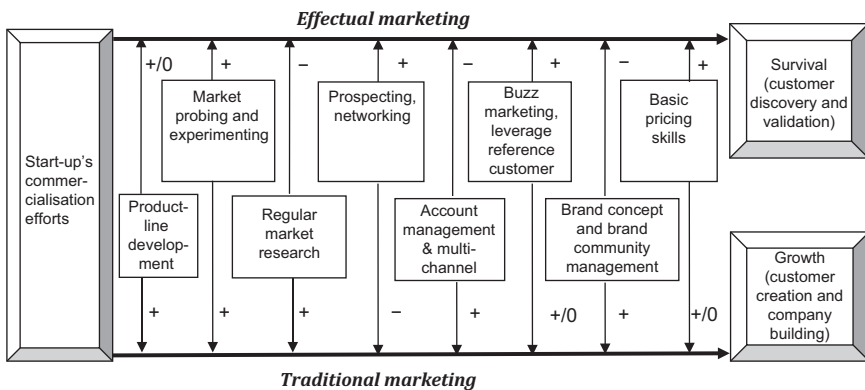 Effectual marketing
Start-up's
commer-
cialisation
efforts
+/0
+
–
+
–
+
–
+
Market
probing and
experimenting
Prospecting,
networking
Buzz
marketing,
leverage
reference
customer
Basic
pricing
skills
Product-
line develop-
ment
Regular
market
research
Account
management
& multi-
channel
Brand concept
and brand
community
management
+
+
+
–
+
+/0
+
+/0
Traditional marketing
Survival
(customer
discovery and
validation)
Growth
(customer
creation and
company
building)